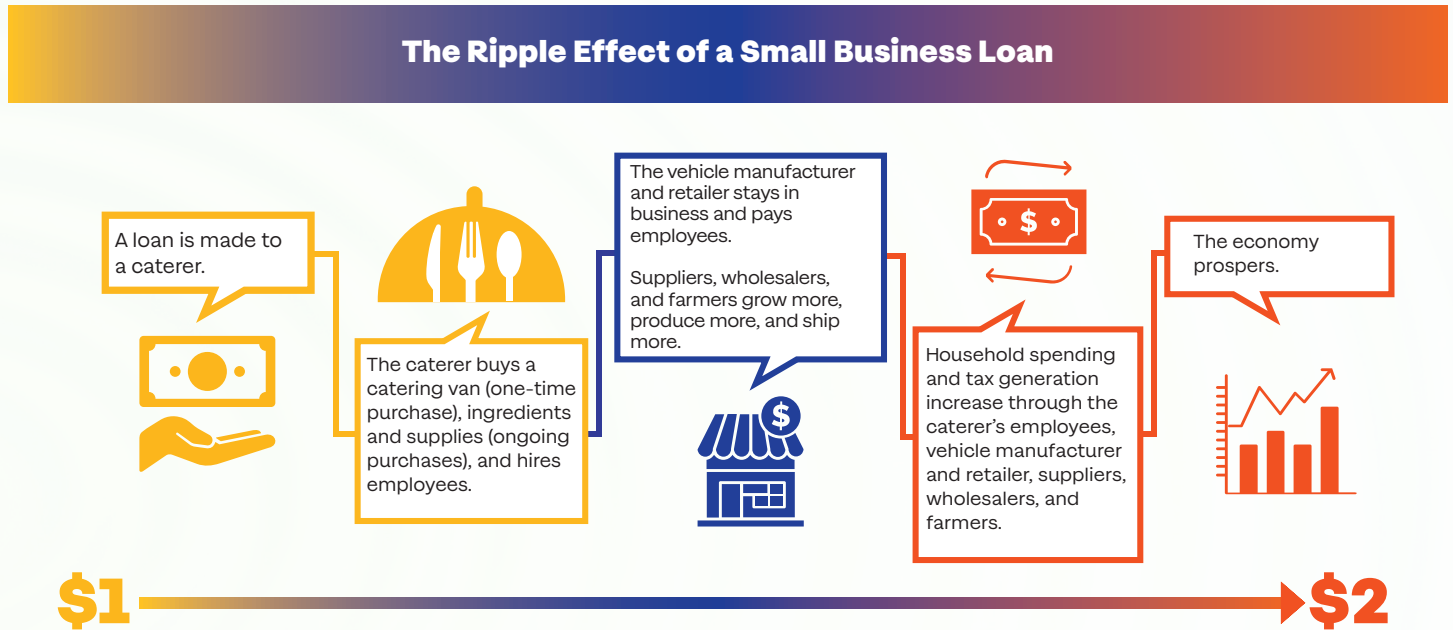 The Ripple Effect of a Small Business Loan
A loan is made to
a caterer.
The caterer buys a
catering van (one-time
purchase), ingredients
and supplies (ongoing
purchases), and hires
employees.
The vehicle manufacturer
and retailer stays in
business and pays
employees.
Suppliers, wholesalers,
and farmers grow more,
produce more, and ship
more.
$
$
Household spending
and tax generation
increase through the
caterer's employees,
vehicle manufacturer
and retailer, suppliers,
wholesalers, and
farmers.
The economy
prospers.
$1
$2